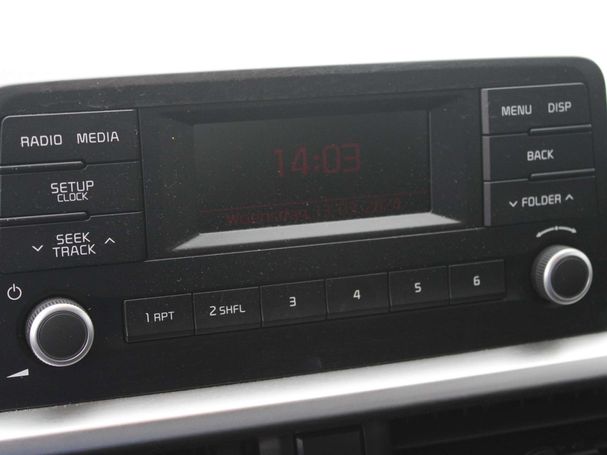 RADIO MEDIA
SETUP
CLOCK
SEEK
TRACK
14:03
MENU DISP
BACK
FOLDER
1 RPT
2 SHFL
3
4
5
6